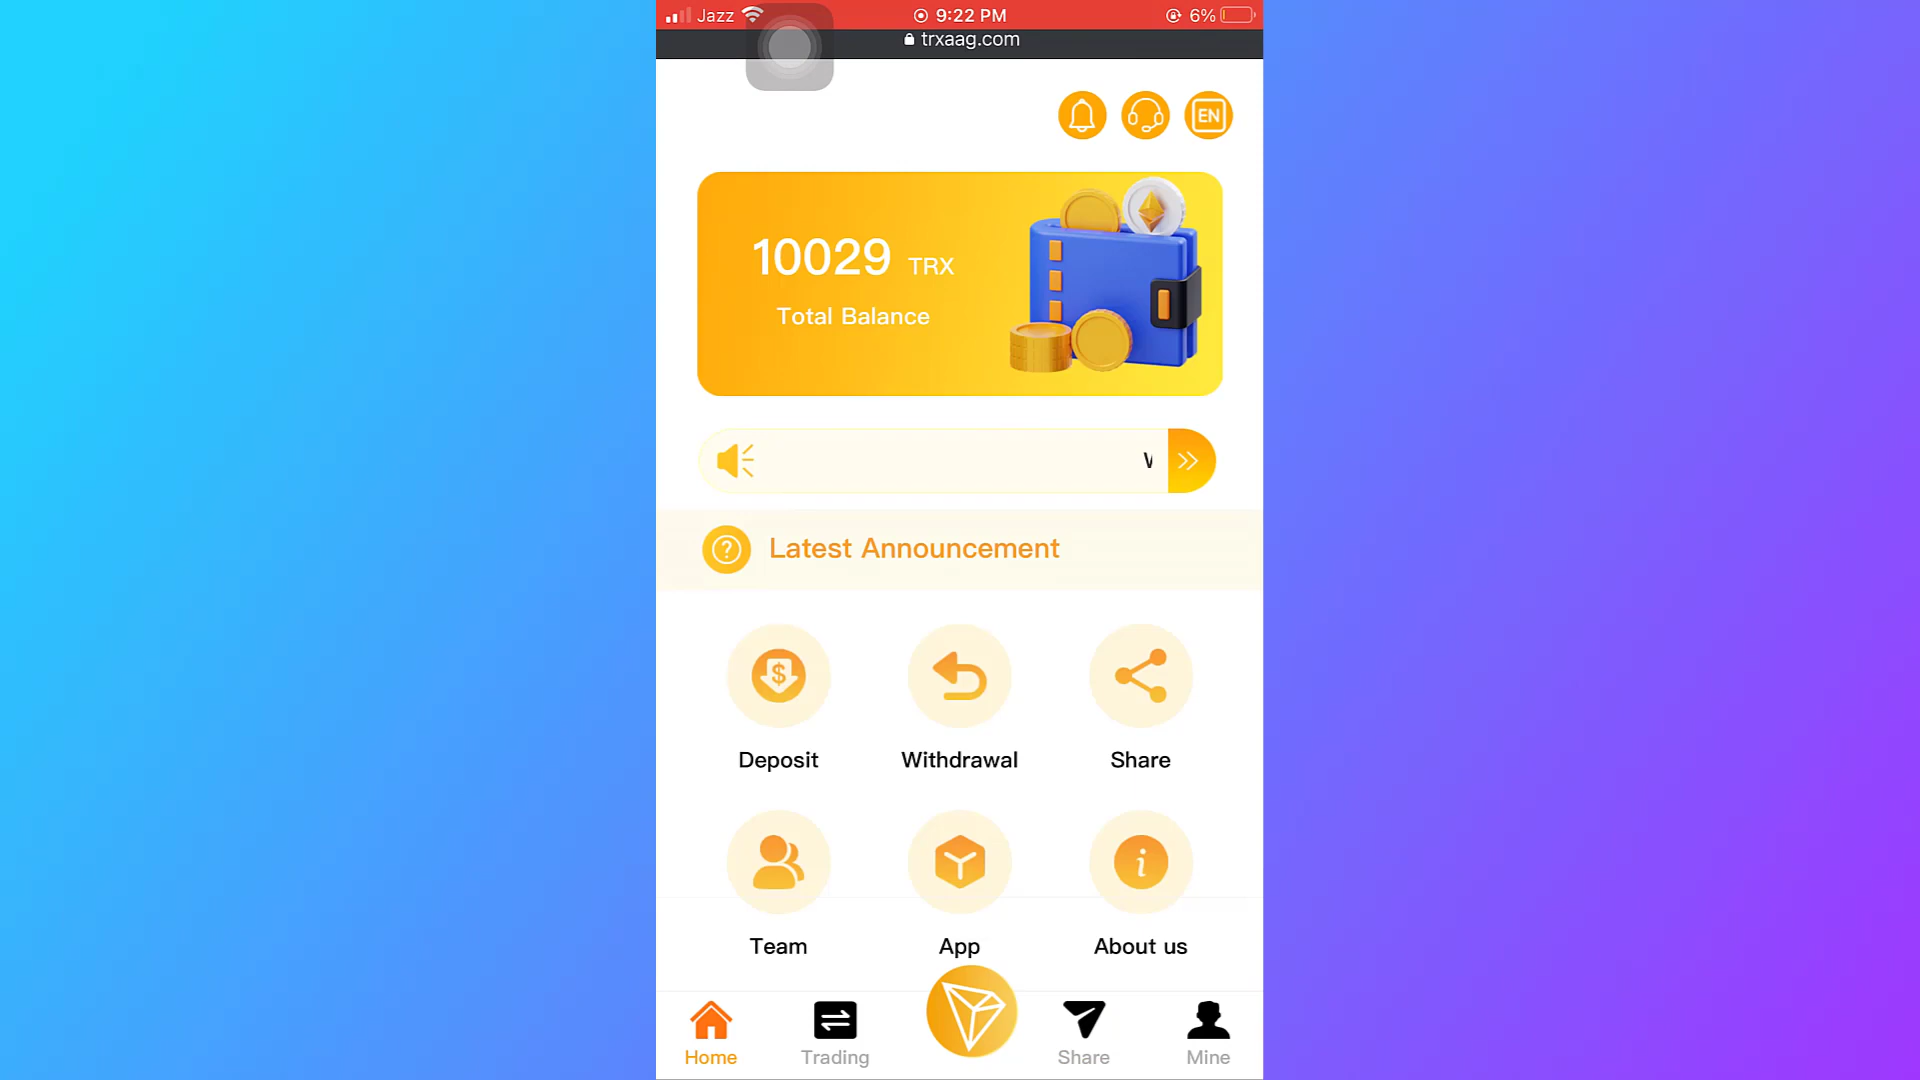 Jazz 9:22 PM 6%
trxaag.com
EN
10029 TRX
Total Balance
Latest Announcement
Deposit Withdrawal Share
Team App About us
Home Trading Share Mine